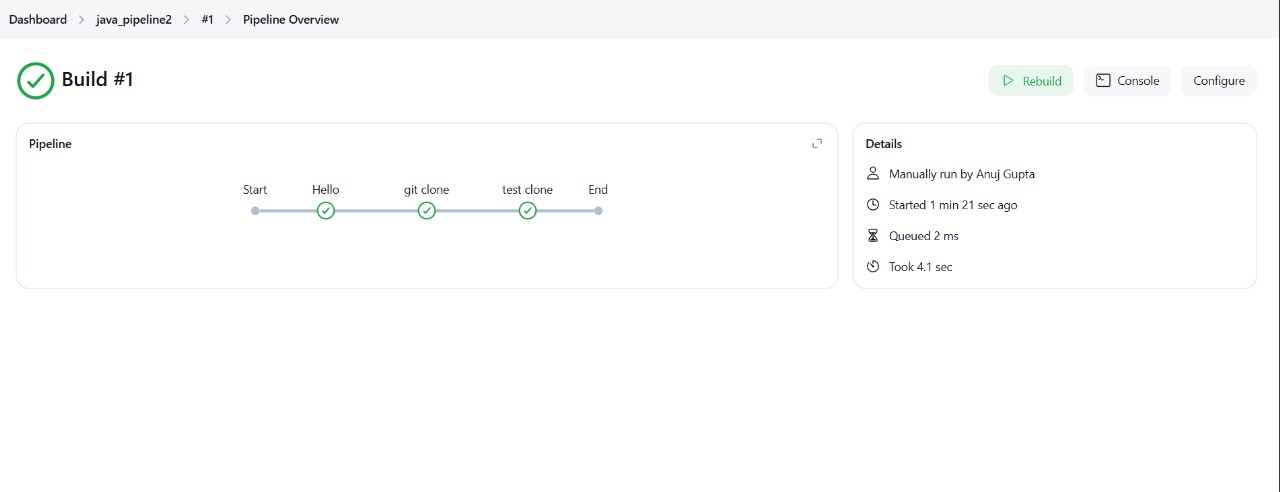 Dashboard > java_pipeline2 > #1 > Pipeline Overview
Build #1
Rebuild
Console
Configure
Pipeline
Start Hello git clone test clone End
Details
Manually run by Anuj Gupta
Started 1 min 21 sec ago
Queued 2 ms
Took 4.1 sec